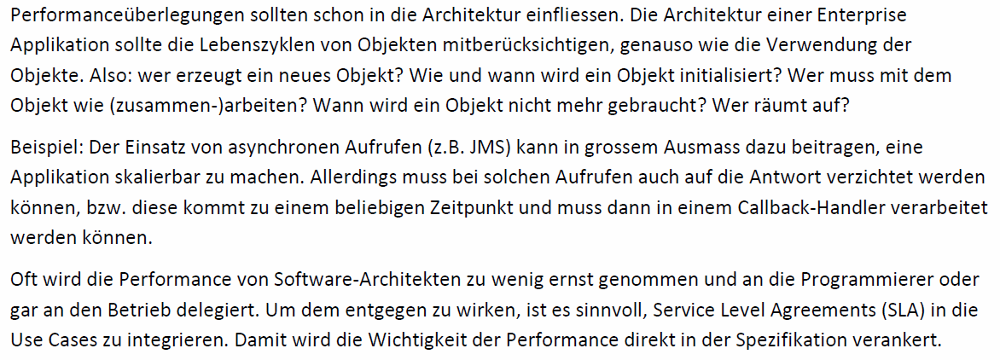 Performanceüberlegungen sollten schon in die Architektur einfliessen. Die Architektur einer Enterprise
Applikation sollte die Lebenszyklen von Objekten mitberücksichtigen, genauso wie die Verwendung der
Objekte. Also: wer erzeugt ein neues Objekt? Wie und wann wird ein Objekt initialisiert? Wer muss mit dem
Objekt wie (zusammen-)arbeiten? Wann wird ein Objekt nicht mehr gebraucht? Wer räumt auf?
Beispiel: Der Einsatz von asynchronen Aufrufen (z.B. JMS) kann in grossem Ausmass dazu beitragen, eine
Applikation skalierbar zu machen. Allerdings muss bei solchen Aufrufen auch auf die Antwort verzichtet werden
können, bzw. diese kommt zu einem beliebigen Zeitpunkt und muss dann in einem Callback-Handler verarbeitet
werden können.
Oft wird die Performance von Software-Architekten zu wenig ernst genommen und an die Programmierer oder
gar an den Betrieb delegiert. Um dem entgegen zu wirken, ist es sinnvoll, Service Level Agreements (SLA) in die
Use Cases zu integrieren. Damit wird die Wichtigkeit der Performance direkt in der Spezifikation verankert.